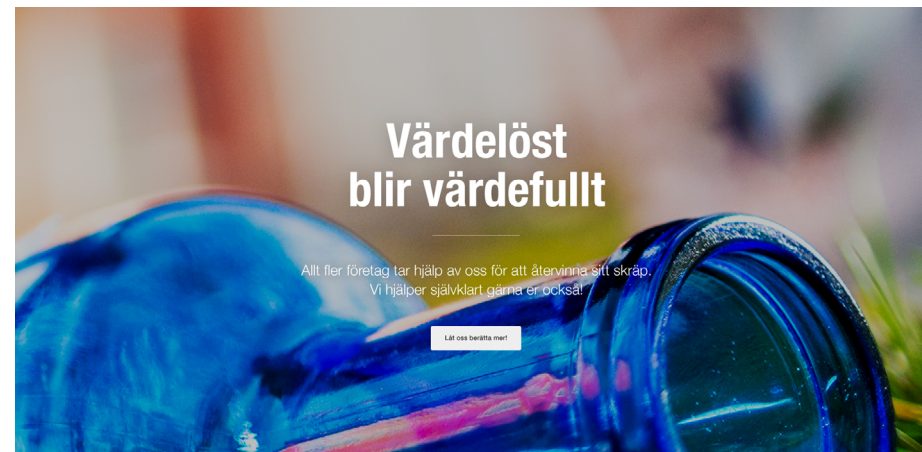 Värdelöst
blir värdefullt
Allt fler företag tar hjälp av oss för att återvinna sitt skräp.
Vi hjälper självklart gärna er också!
Låt oss berätta mer!